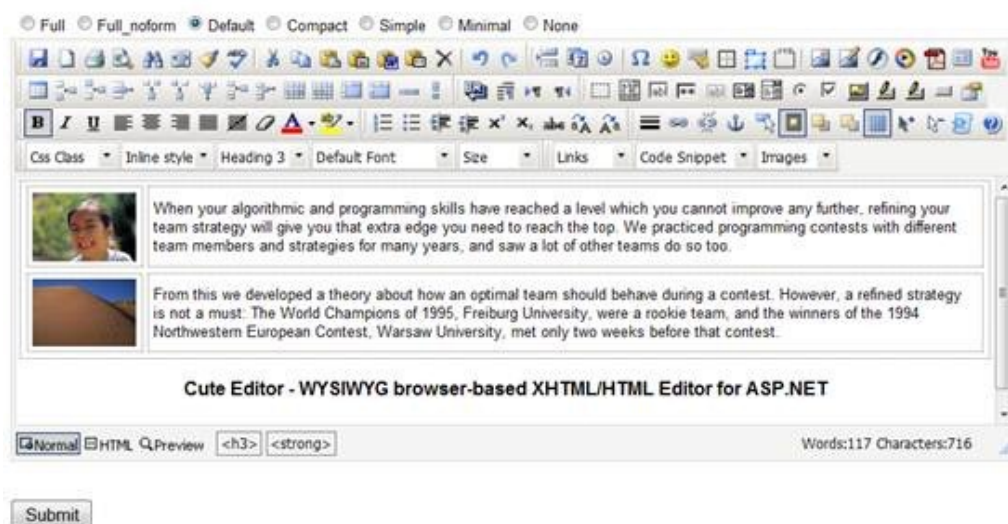 Full Full_noform Default Compact Simple Minimal None
B I U
Css Class Inline style Heading 3 Default Font Size Links Code Snippet Images
When your algorithmic and programming skills have reached a level which you cannot improve any further, refining your
team strategy will give you that extra edge you need to reach the top. We practiced programming contests with different
team members and strategies for many years, and saw a lot of other teams do so too.
From this we developed a theory about how an optimal team should behave during a contest. However, a refined strategy
is not a must: The World Champions of 1995, Freiburg University, were a rookie team, and the winners of the 1994
Northwestern European Contest, Warsaw University, met only two weeks before that contest.
Cute Editor - WYSIWYG browser-based XHTML/HTML Editor for ASP.NET
Normal HTML Preview <h3> <strong> Words:117 Characters:716
Submit